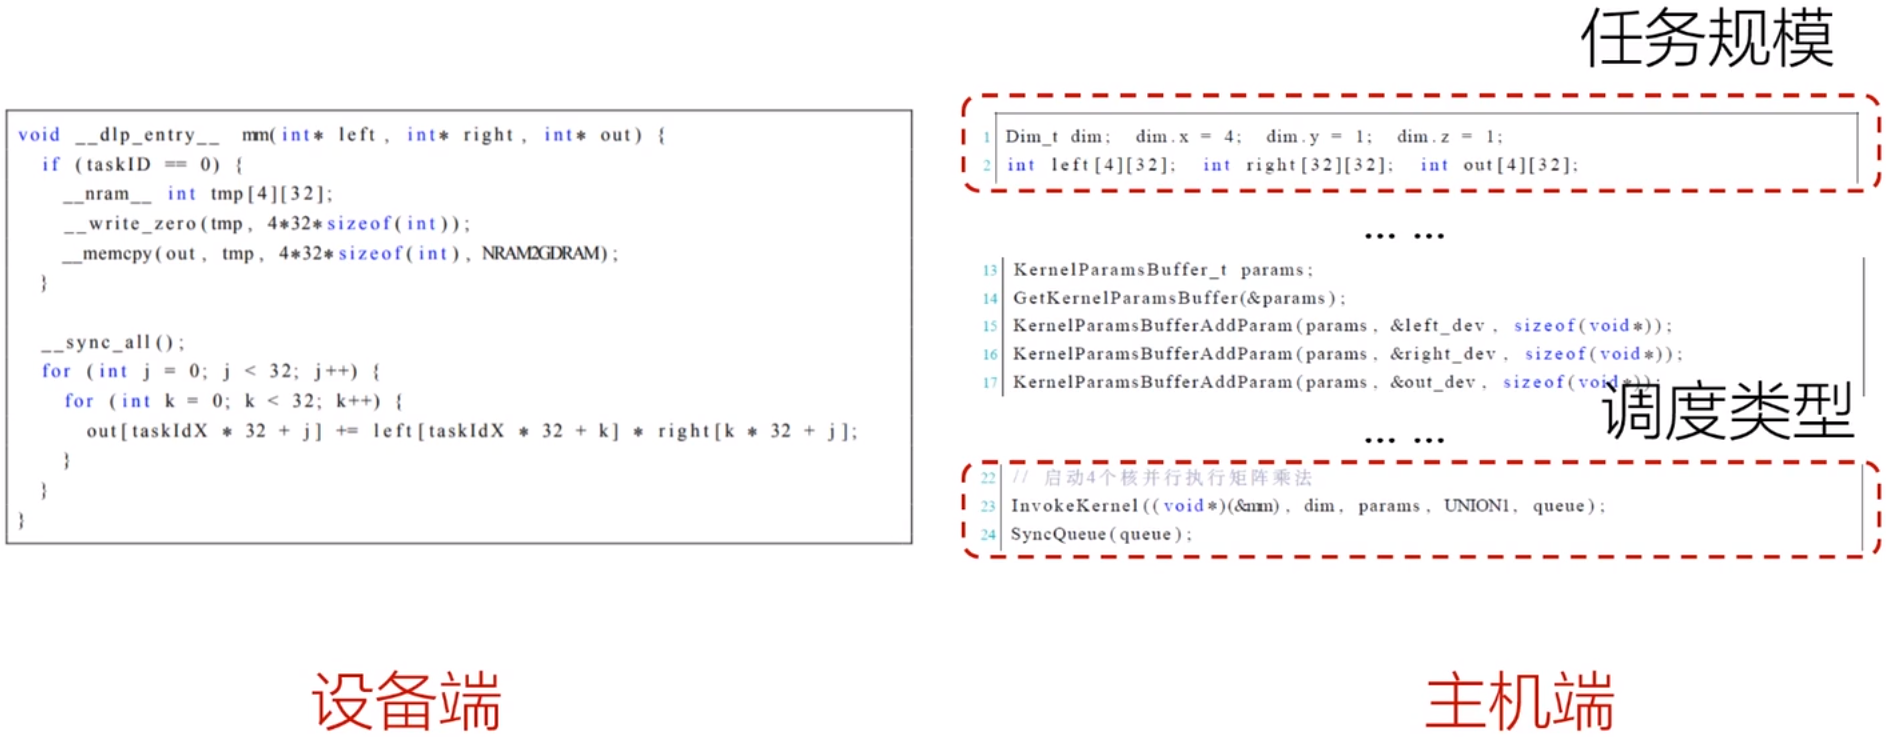 void __dlp_entry__ mm(int* left, int* right, int* out) {
if (taskID == 0) {
__nram__ int tmp[4][32];
__write_zero(tmp, 4*32*sizeof(int));
__memcpy(out, tmp, 4*32*sizeof(int), NRAM2GDRAM);
}
__sync_all();
for (int j = 0; j < 32; j++) {
for (int k = 0; k < 32; k++) {
out[taskIdX * 32 + j] += left[taskIdX * 32 + k] * right[k * 32 + j];
}
}
}
设备端
任务规模
1 Dim_t dim; dim.x = 4; dim.y = 1; dim.z = 1;
2 int left[4][32]; int right[32][32]; int out[4][32];
... ...
13 KernelParamsBuffer_t params;
14 GetKernelParamsBuffer(&params);
15 KernelParamsBufferAddParam(params, &left_dev, sizeof(void*));
16 KernelParamsBufferAddParam(params, &right_dev, sizeof(void*));
17 KernelParamsBufferAddParam(params, &out_dev, sizeof(void*));
调度类型
... ...
22 // 启动4个核并行执行矩阵乘法
23 InvokeKernel((void*)(&mm), dim, params, UNION1, queue);
24 SyncQueue(queue);
主机端